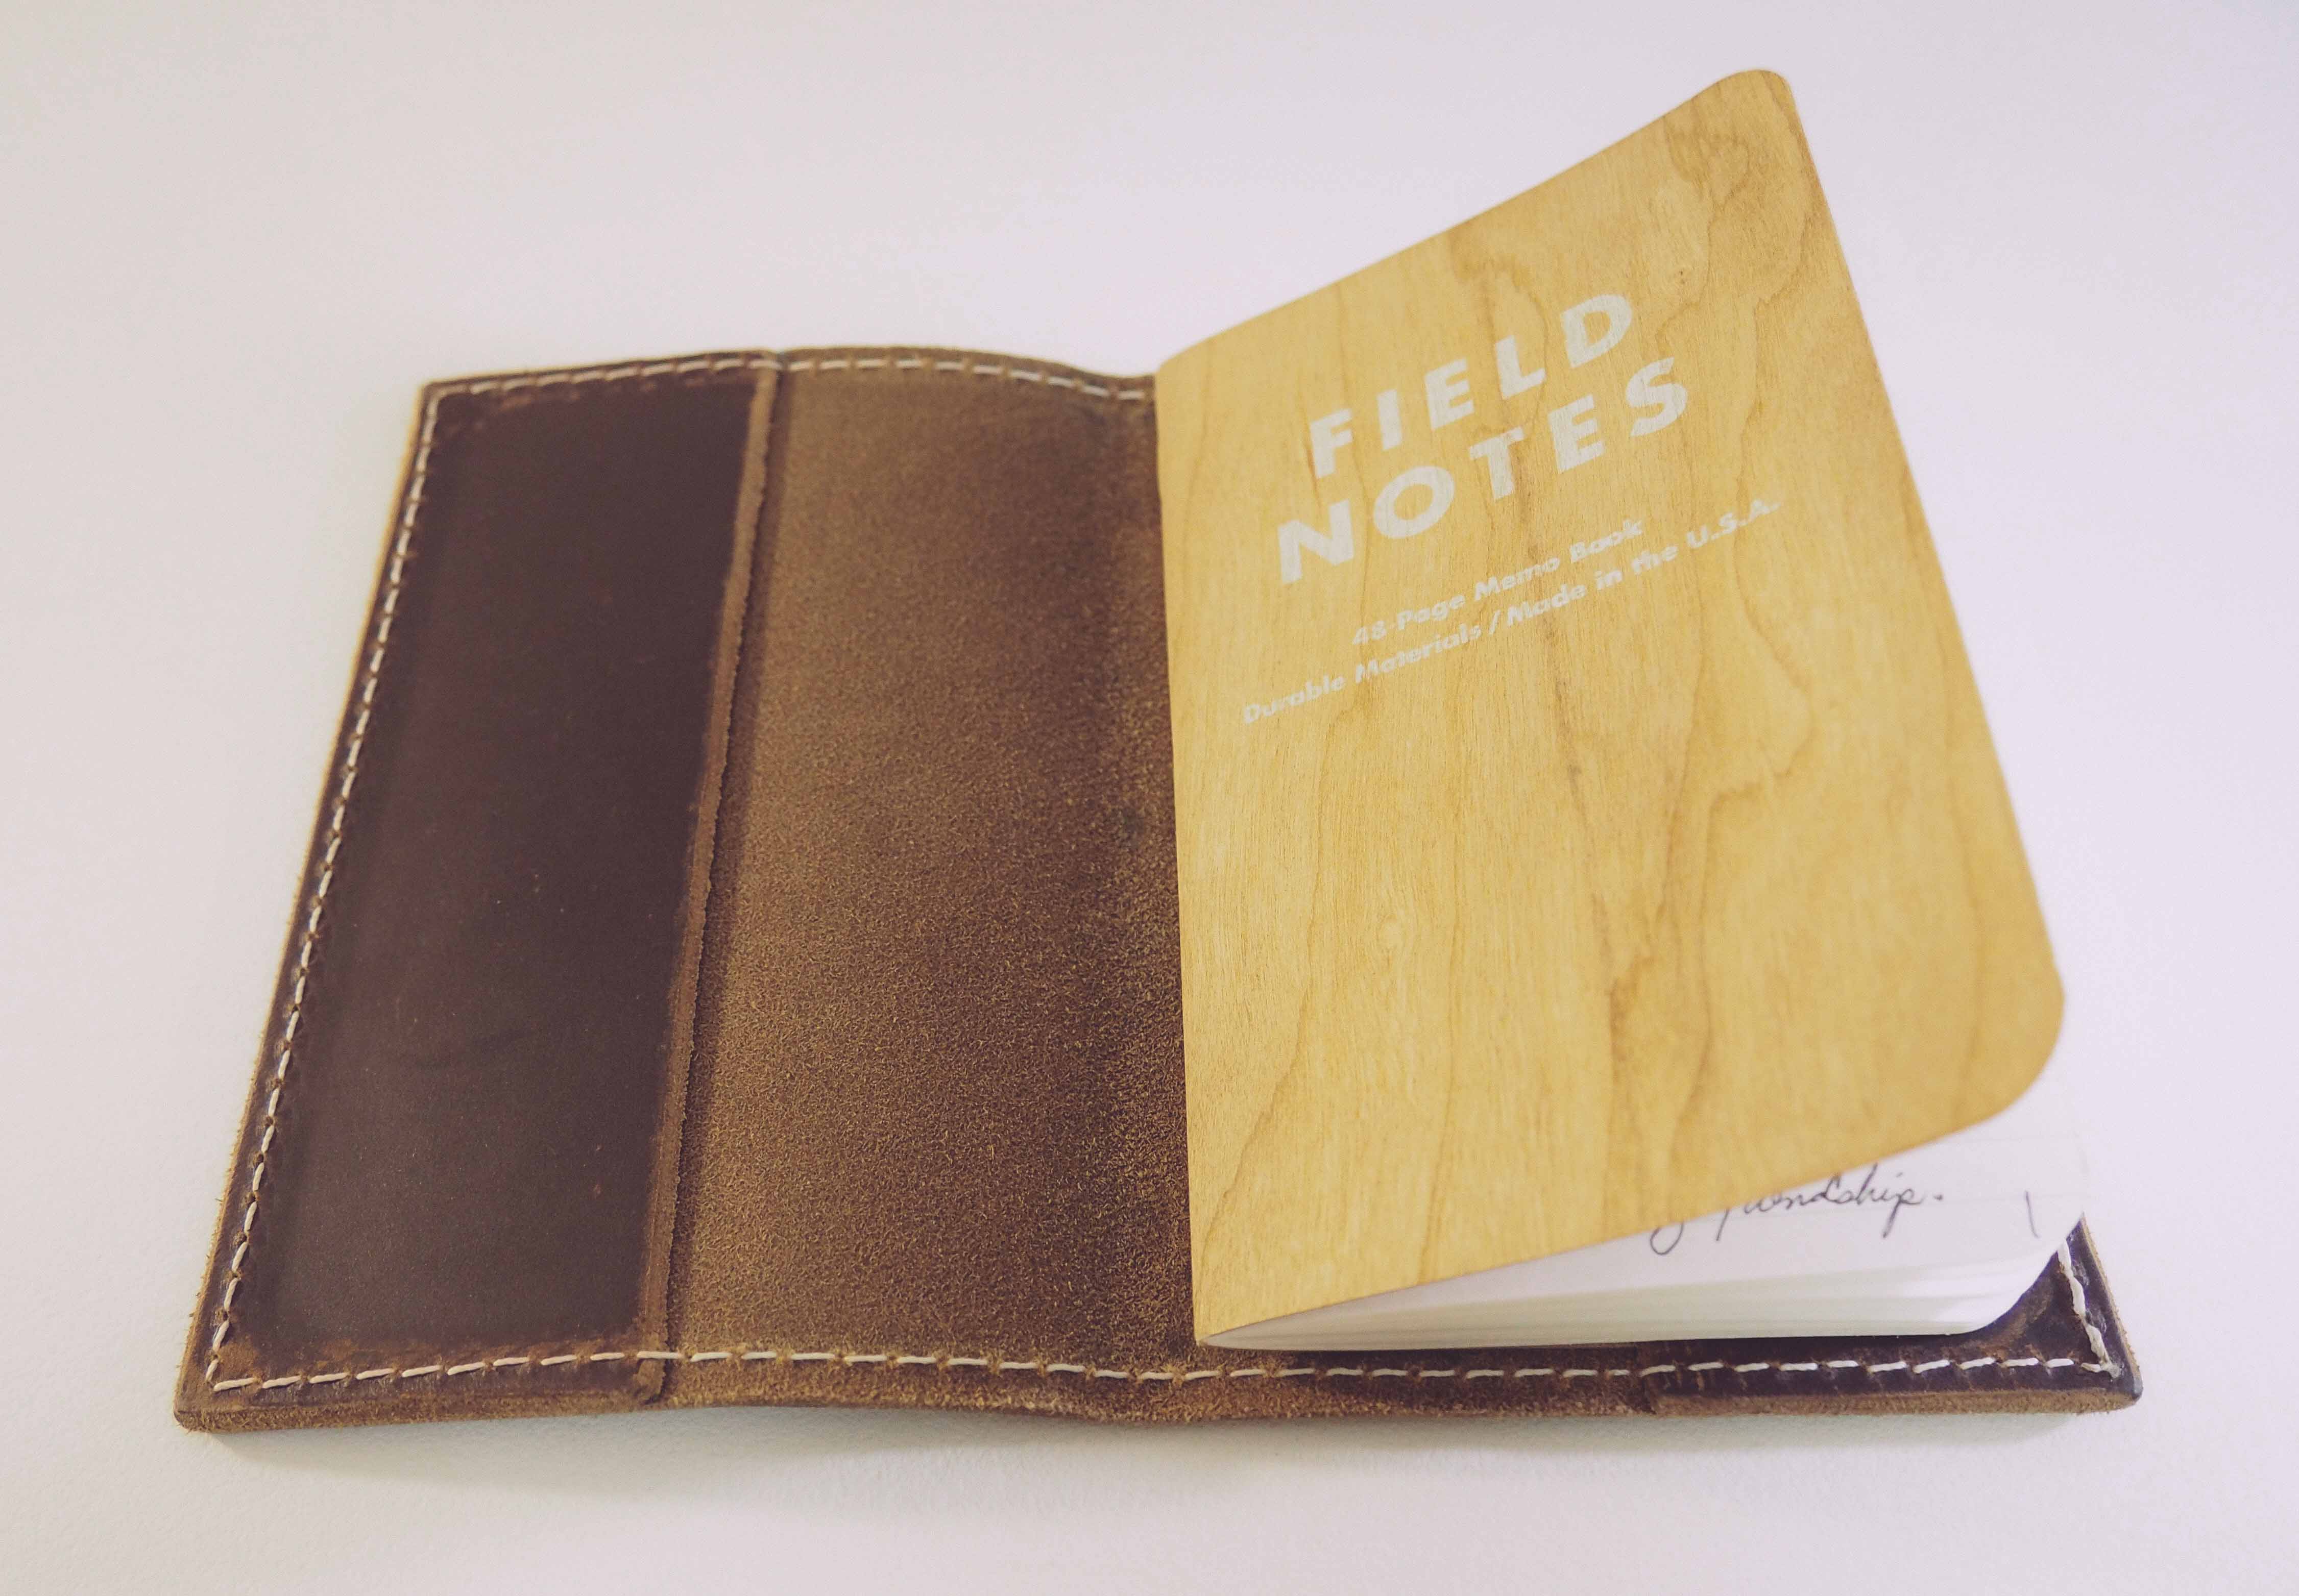 FIELD
NOTES
48-Page Memo Book
Durable Materials / Made in the U.S.A.
friendship.